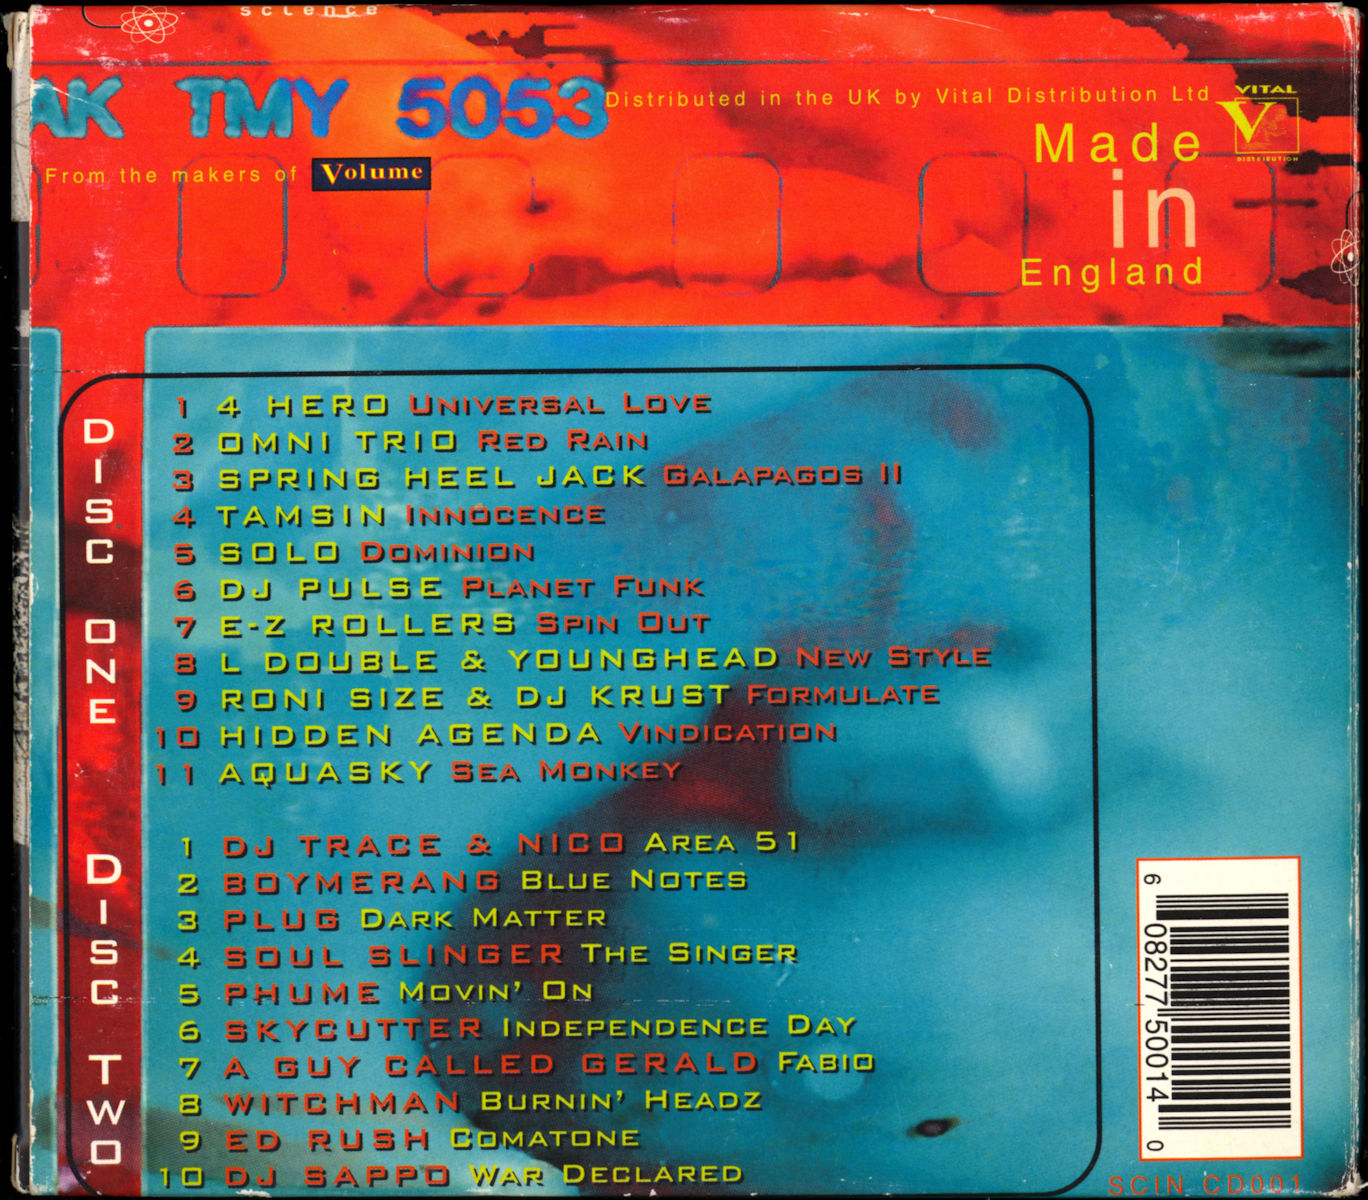 science
AK TMY 5053
Distributed in the UK by Vital Distribution Ltd
VITAL
V
DISTRIBUTION
From the makers of Volume
Made
in
England
DISC ONE
1 4 HERO UNIVERSAL LOVE
2 OMNI TRIO RED RAIN
3 SPRING HEEL JACK GALAPAGOS II
4 TAMSIN INNOCENCE
5 SOLO DOMINION
6 DJ PULSE PLANET FUNK
7 E-Z ROLLERS SPIN OUT
8 L DOUBLE & YOUNGHEAD NEW STYLE
9 RONI SIZE & DJ KRUST FORMULATE
10 HIDDEN AGENDA VINDICATION
11 AQUASKY SEA MONKEY
DISC TWO
1 DJ TRACE & NICO AREA 51
2 BOYMERANG BLUE NOTES
3 PLUG DARK MATTER
4 SOUL SLINGER THE SINGER
5 PHUME MOVIN' ON
6 SKYCUTTER INDEPENDENCE DAY
7 A GUY CALLED GERALD FABIO
8 WITCHMAN BURNIN' HEADZ
9 ED RUSH COMATONE
10 DJ SAPPO WAR DECLARED
6 08277 50014 0
SCIN CD001